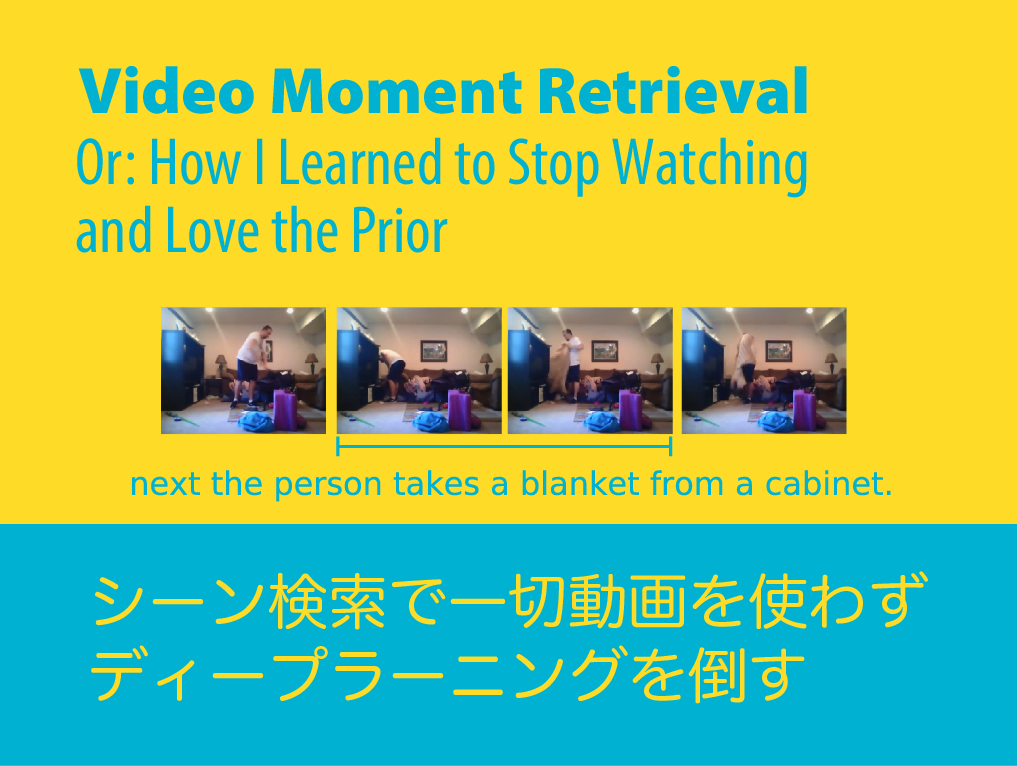 Video Moment Retrieval
Or: How I Learned to Stop Watching
and Love the Prior
next the person takes a blanket from a cabinet.
シーン検索で一切動画を使わず
ディープラーニングを倒す